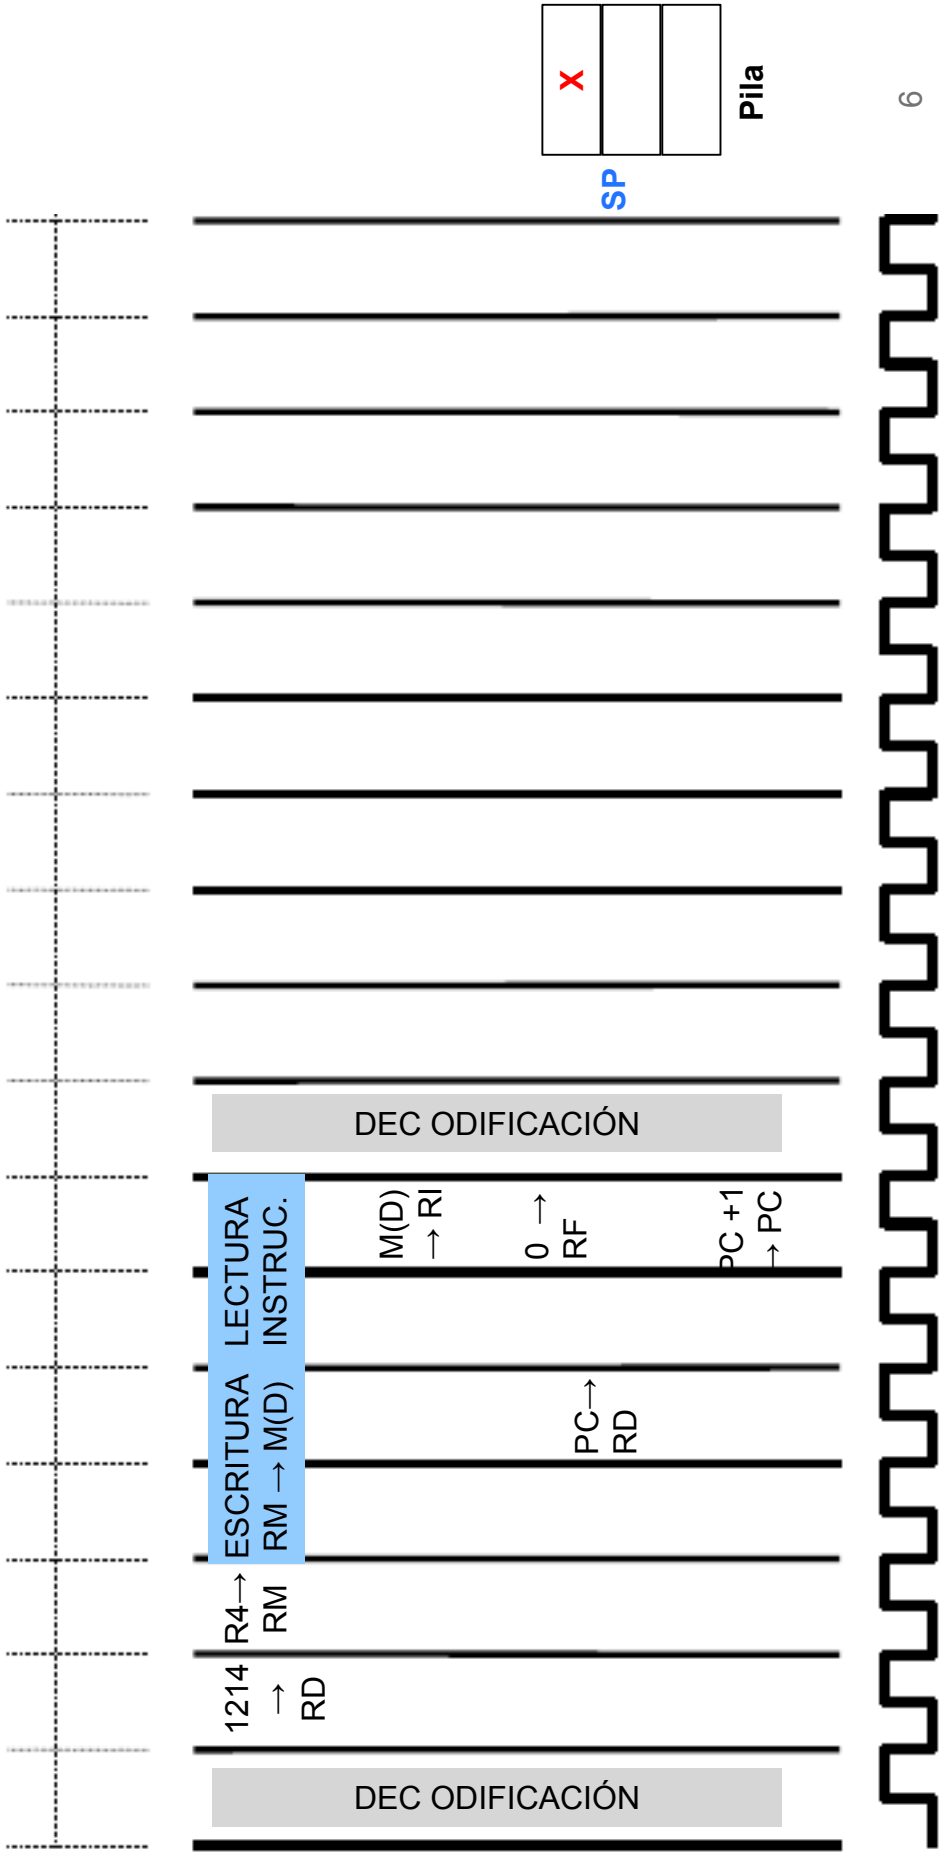 DEC ODIFICACIÓN
1214
→
RD
R4→
RM
ESCRITURA
RM → M(D)
LECTURA
INSTRUC.
PC→
RD
M(D)
→ RI
0 →
RF
PC +1
→ PC
DEC ODIFICACIÓN
X
SP
Pila
6